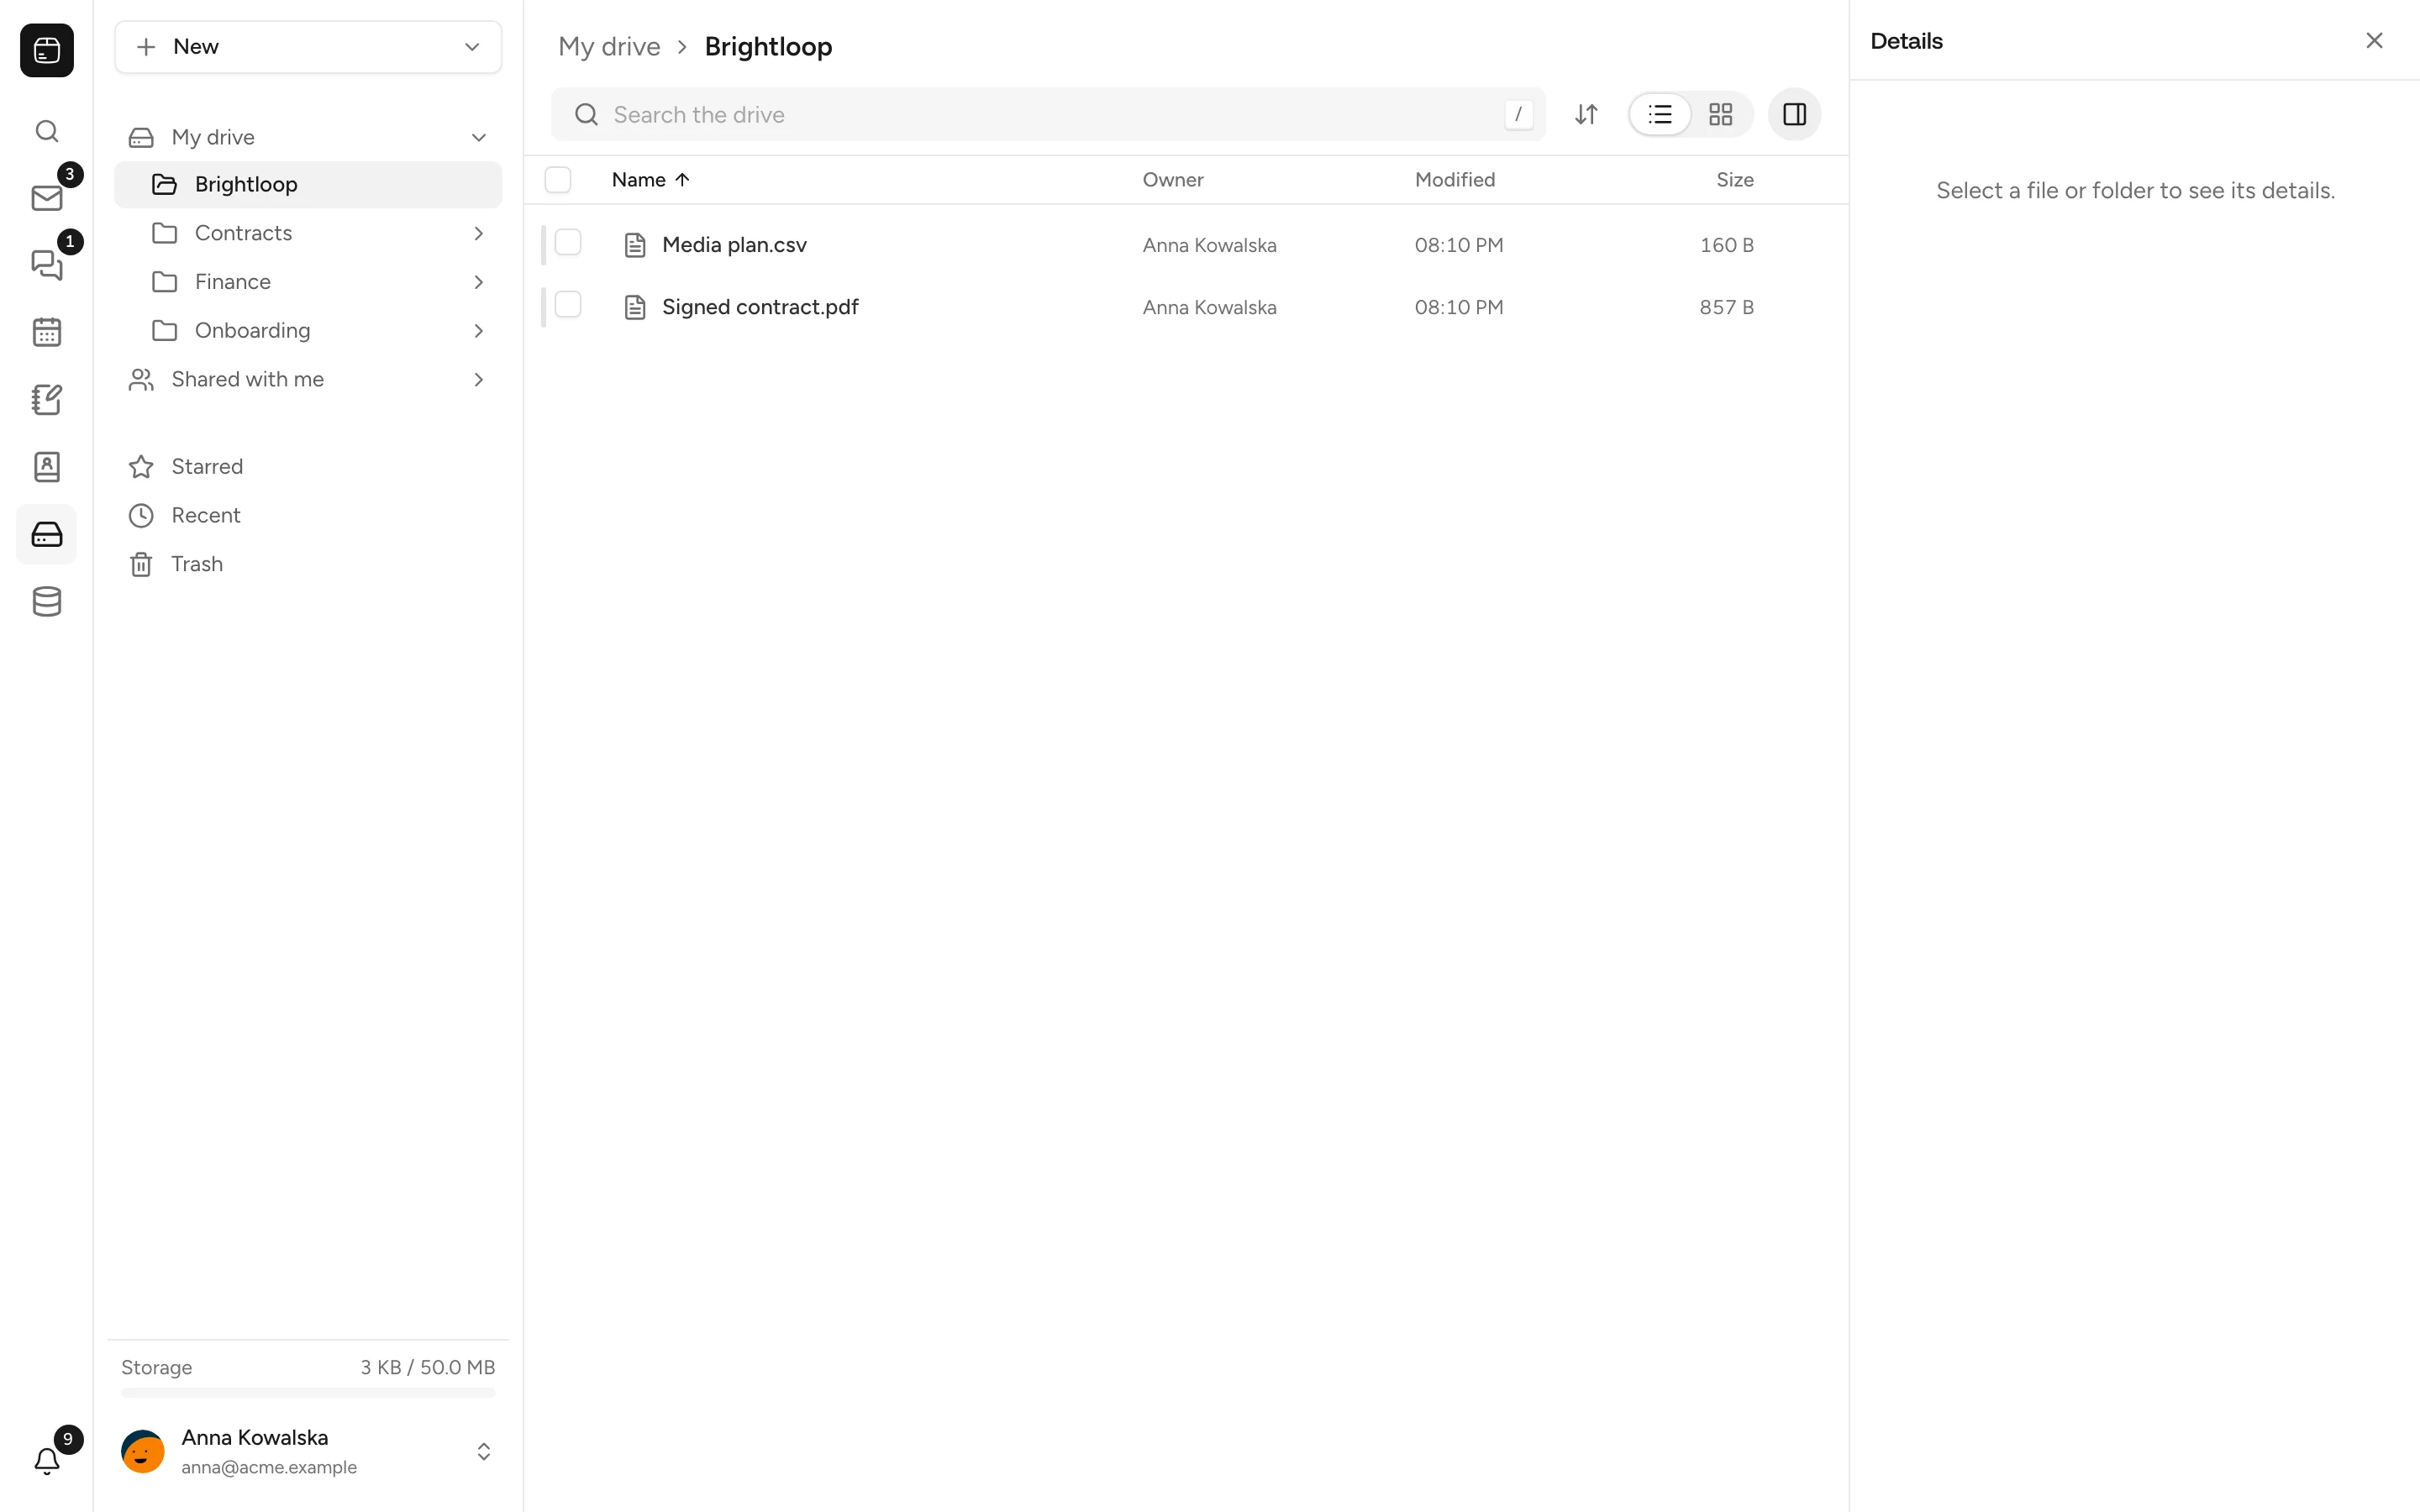 New
3
1
9
My drive
Brightloop
Contracts
Finance
Onboarding
Shared with me
Starred
Recent
Trash
Storage 3 KB / 50.0 MB
Anna Kowalska
anna@acme.example
My drive > Brightloop
Search the drive /
Name ↑ Owner Modified Size
Media plan.csv Anna Kowalska 08:10 PM 160 B
Signed contract.pdf Anna Kowalska 08:10 PM 857 B
Details
Select a file or folder to see its details.